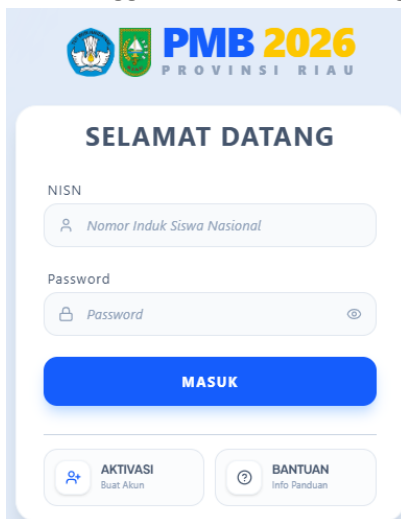 PMB 2026
PROVINSI RIAU
SELAMAT DATANG
NISN
Nomor Induk Siswa Nasional
Password
Password
MASUK
AKTIVASI
Buat Akun
BANTUAN
Info Panduan